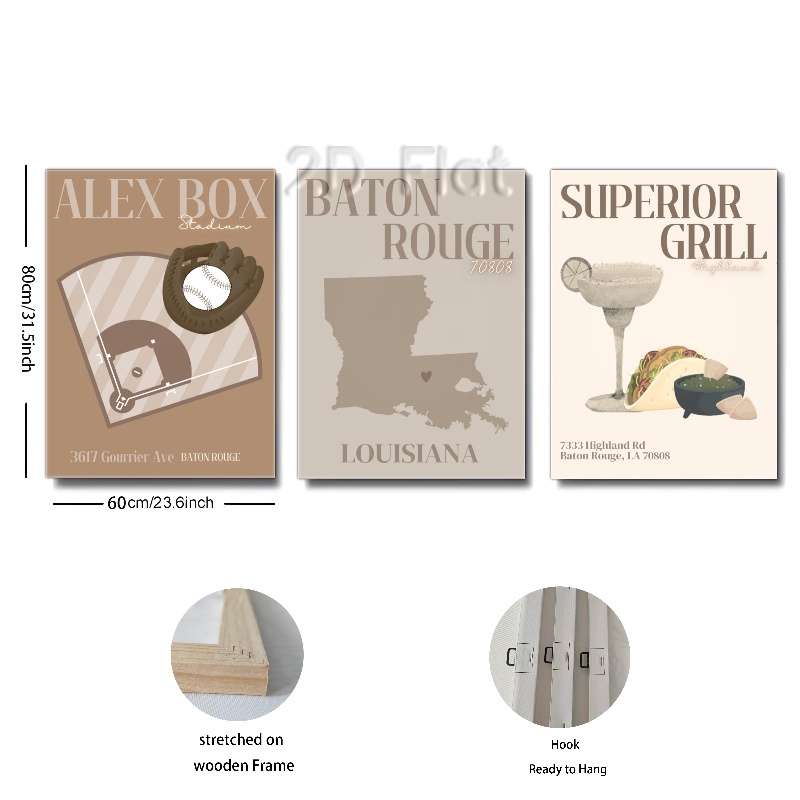 2D Flat
ALEX BOX
Stadium
3617 Gourrier Ave BATON ROUGE
BATON
ROUGE
70808
LOUISIANA
SUPERIOR
GRILL
Highland
7333 Highland Rd
Baton Rouge, LA 70808
80cm/31.5inch
60cm/23.6inch
stretched on
wooden Frame
Hook
Ready to Hang